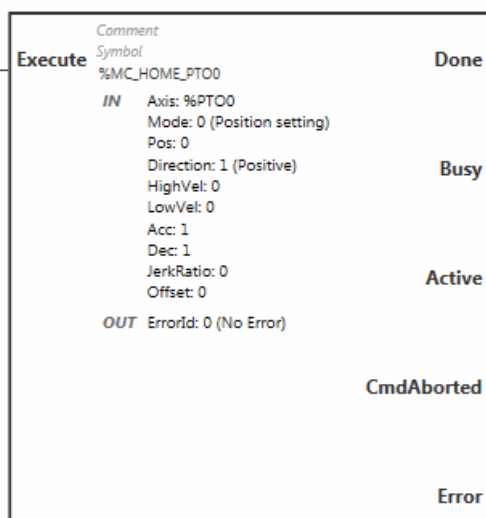 Comment
Execute Symbol Done
%MC_HOME_PTO0
IN Axis: %PTO0
Mode: 0 (Position setting)
Pos: 0
Direction: 1 (Positive) Busy
HighVel: 0
LowVel: 0
Acc: 1
Dec: 1
JerkRatio: 0 Active
Offset: 0
OUT ErrorId: 0 (No Error)
CmdAborted
Error